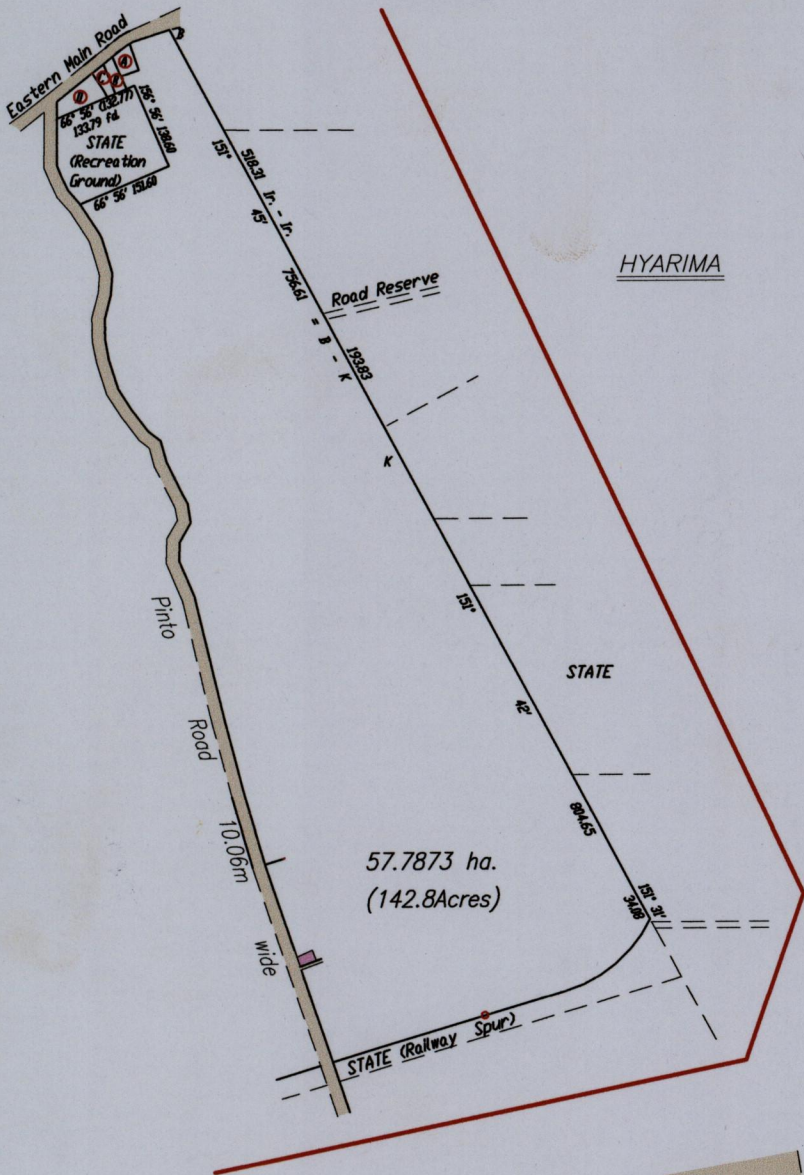 Eastern Main Road
B
A
D
66° 56' (132.77)
133.79 fd.
156° 56' 138.60
STATE
(Recreation
Ground)
66° 56' 151.60
151°
518.31 Ir. - Ir.
45'
HYARIMA
756.61 = B - K
Road Reserve
193.83
K
151°
Pinto Road 10.06m wide
STATE
42'
804.65
57.7873 ha.
(142.8Acres)
151° 31'
34.08
STATE (Railway Spur)